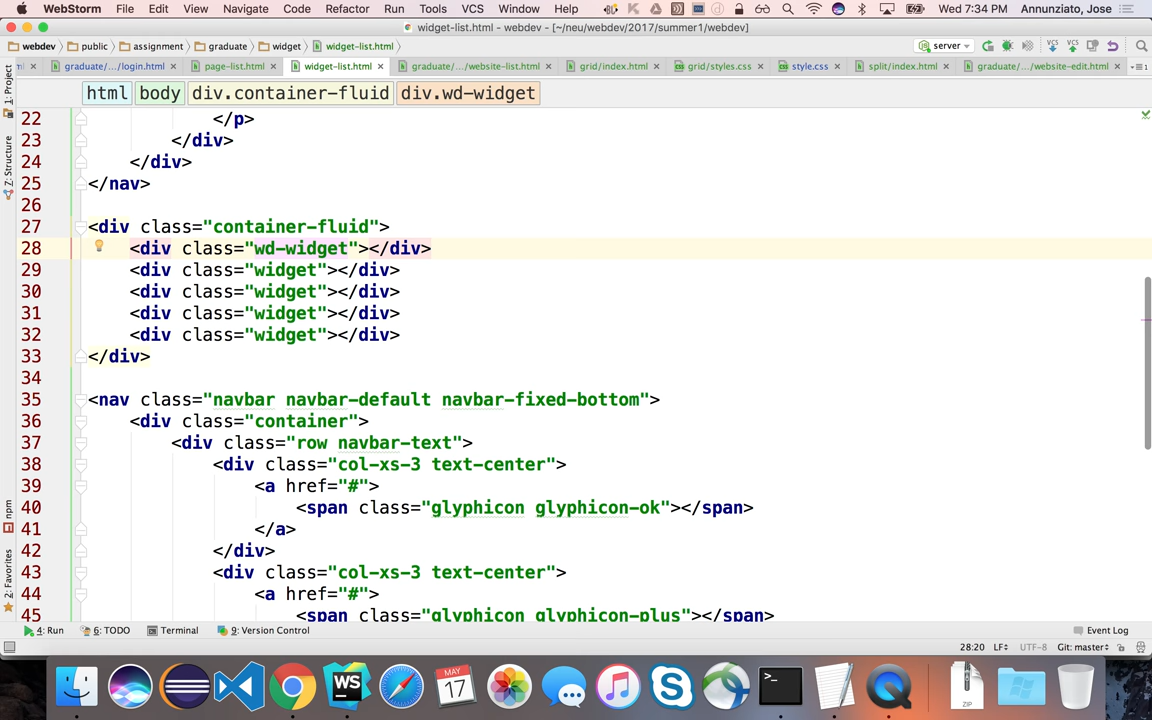 WebStorm File Edit View Navigate Code Refactor Run Tools VCS Window Help Wed 7:34 PM Annunziato, Jose
widget-list.html - webdev - [~/neu/webdev/2017/summer1/webdev]
webdev public assignment graduate widget widget-list.html server
ml graduate/.../login.html page-list.html widget-list.html graduate/.../website-list.html grid/index.html grid/styles.css style.css split/index.html graduate/.../website-edit.html
html body div.container-fluid div.wd-widget
1: Project
Z: Structure
npm
2: Favorites
22 </p>
23 </div>
24 </div>
25 </nav>
26
27 <div class="container-fluid">
28 <div class="wd-widget"></div>
29 <div class="widget"></div>
30 <div class="widget"></div>
31 <div class="widget"></div>
32 <div class="widget"></div>
33 </div>
34
35 <nav class="navbar navbar-default navbar-fixed-bottom">
36 <div class="container">
37 <div class="row navbar-text">
38 <div class="col-xs-3 text-center">
39 <a href="#">
40 <span class="glyphicon glyphicon-ok"></span>
41 </a>
42 </div>
43 <div class="col-xs-3 text-center">
44 <a href="#">
45 <span class="glyphicon glyphicon-plus"></span>
4: Run 6: TODO Terminal 9: Version Control Event Log
28:20 LF÷ UTF-8 Git: master÷
WS
MAY
17
ZIP